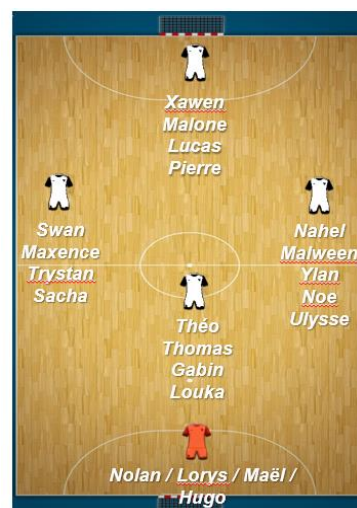 Xawen
Malone
Lucas
Pierre
Swan
Maxence
Trystan
Sacha
Nahel
Malween
Ylan
Noe
Ulysse
Théo
Thomas
Gabin
Louka
Nolan / Lorys / Maël /
Hugo